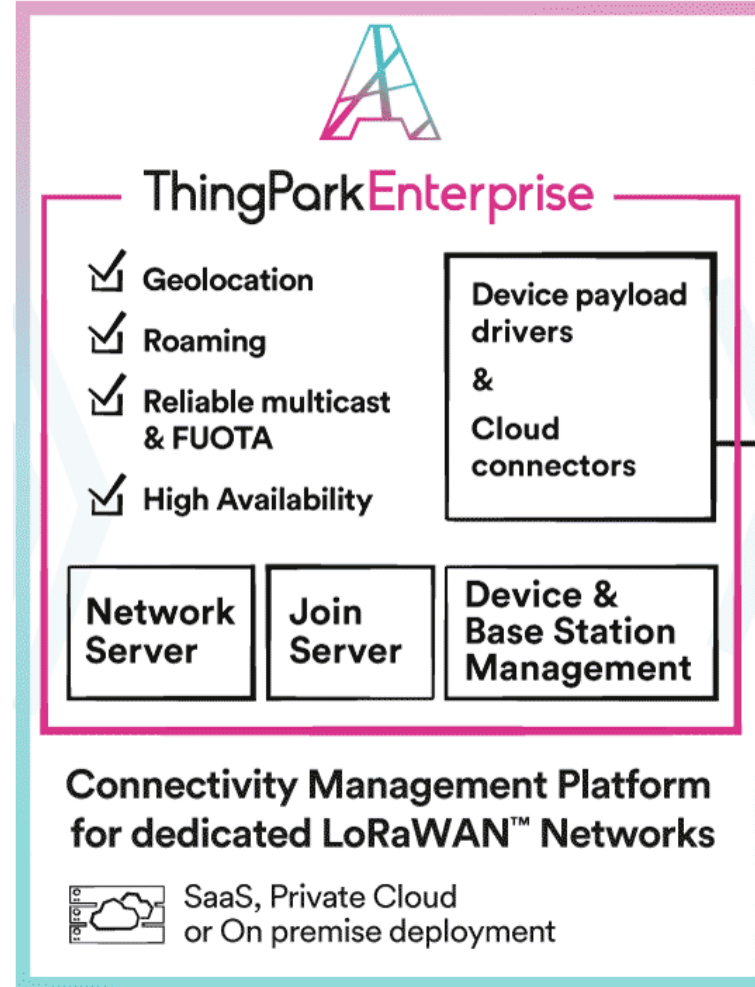 ThingParkEnterprise
Geolocation
Roaming
Reliable multicast
& FUOTA
High Availability
Device payload
drivers
&
Cloud
connectors
Network
Server
Join
Server
Device &
Base Station
Management
Connectivity Management Platform
for dedicated LoRaWAN™ Networks
SaaS, Private Cloud
or On premise deployment